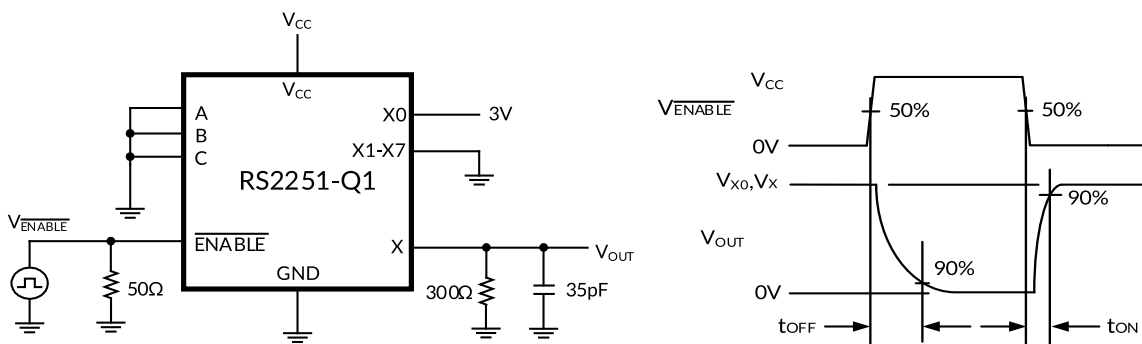 VCC
VCC
A
B
C
X0
3V
X1-X7
RS2251-Q1
VENABLE
ENABLE
X
VOUT
GND
50Ω
300Ω
35pF
VCC
VENABLE
50%
50%
0V
VX0,VX
90%
VOUT
90%
0V
tOFF
tON